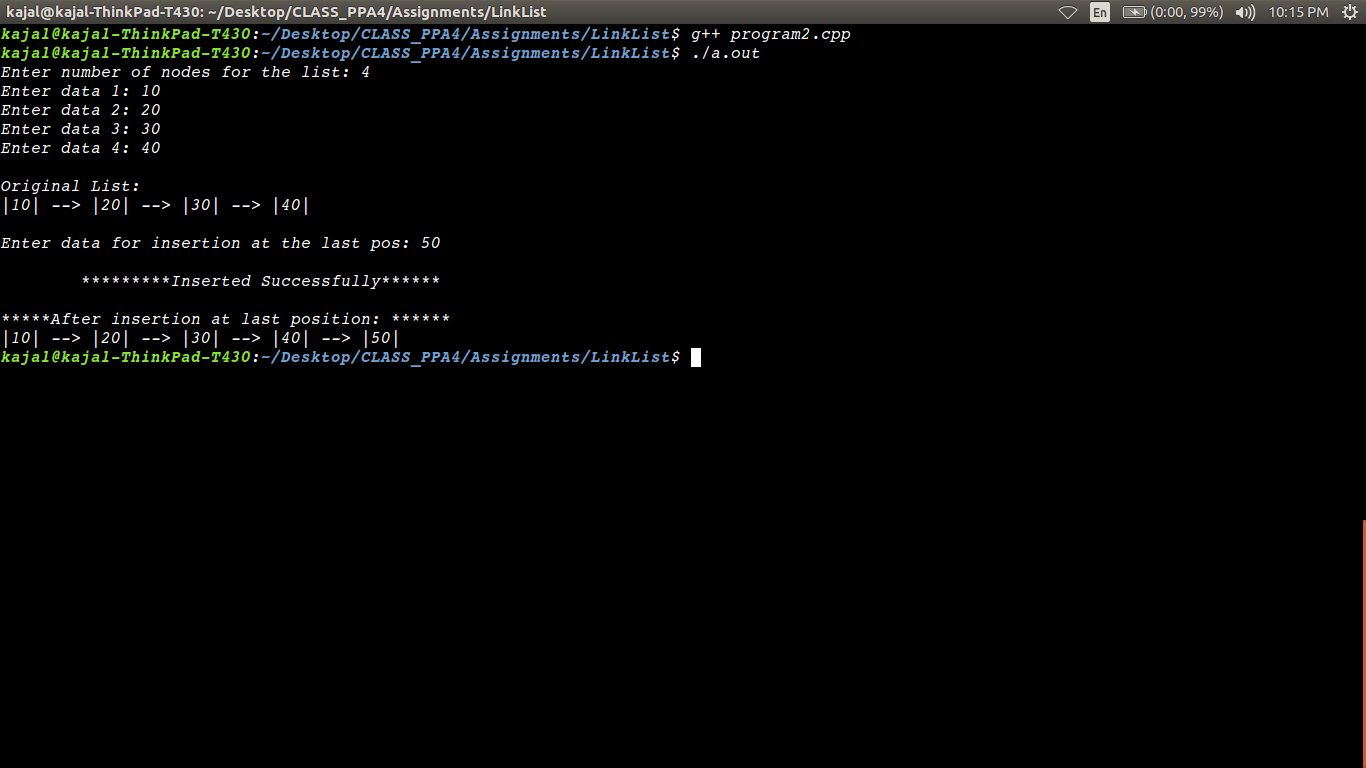 kajal@kajal-ThinkPad-T430: ~/Desktop/CLASS_PPA4/Assignments/LinkList En (0:00, 99%) 10:15 PM
kajal@kajal-ThinkPad-T430:~/Desktop/CLASS_PPA4/Assignments/LinkList$ g++ program2.cpp
kajal@kajal-ThinkPad-T430:~/Desktop/CLASS_PPA4/Assignments/LinkList$ ./a.out
Enter number of nodes for the list: 4
Enter data 1: 10
Enter data 2: 20
Enter data 3: 30
Enter data 4: 40
Original List:
|10| --> |20| --> |30| --> |40|
Enter data for insertion at the last pos: 50
*********Inserted Successfully******
*****After insertion at last position: ******
|10| --> |20| --> |30| --> |40| --> |50|
kajal@kajal-ThinkPad-T430:~/Desktop/CLASS_PPA4/Assignments/LinkList$